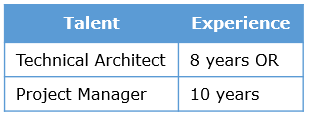 Talent Experience
Technical Architect 8 years OR
Project Manager 10 years